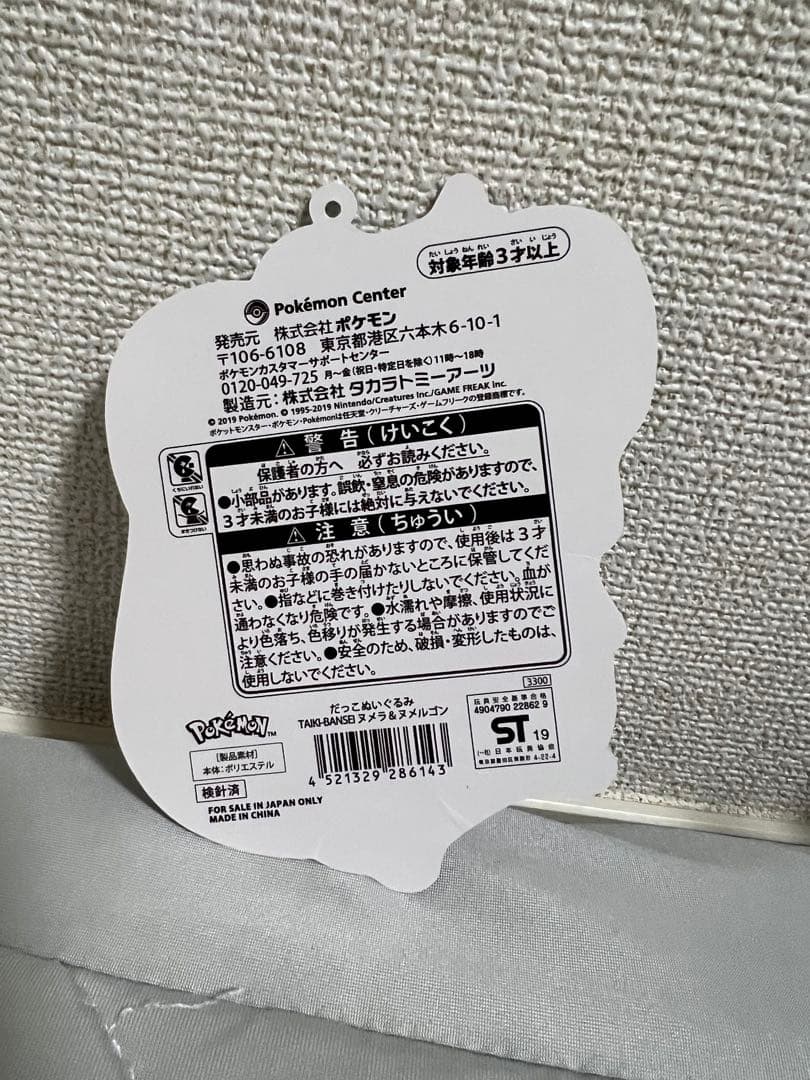 対象年齢3才以上
Pokémon Center
発売元 株式会社ポケモン
〒106-6108 東京都港区六本木6-10-1
ポケモンカスタマーサポートセンター
0120-049-725 月〜金(祝日・特定日を除く)11時〜18時
製造元:株式会社 タカラトミーアーツ
© 2019 Pokémon. © 1995-2019 Nintendo/Creatures Inc./GAME FREAK inc.
ポケットモンスター・ポケモン・Pokémonは任天堂・クリーチャーズ・ゲームフリークの登録商標です。
警告(けいこく)
保護者の方へ 必ずお読みください。
●小部品があります。誤飲・窒息の危険がありますので、
3才未満のお子様には絶対に与えないでください。
注意(ちゅうい)
●思わぬ事故の恐れがありますので、使用後は3才
未満のお子様の手の届かないところに保管してくだ
さい。●指などに巻き付けたりしないでください。血が
通わなくなり危険です。●水濡れや摩擦、使用状況に
より色落ち、色移りが発生する場合がありますのでご
注意ください。●安全のため、破損・変形したものは、
使用しないでください。
3300
POKéMON™
だっこぬいぐるみ
TAIKI-BANSEI ヌメラ&ヌメルゴン
[製品素材]
本体:ポリエステル
検針済
FOR SALE IN JAPAN ONLY
MADE IN CHINA
4 521329 286143
玩具安全基準合格
4904790 22862 9
ST 19
(一社)日本玩具協会
東京都墨田区東駒形 4-22-4